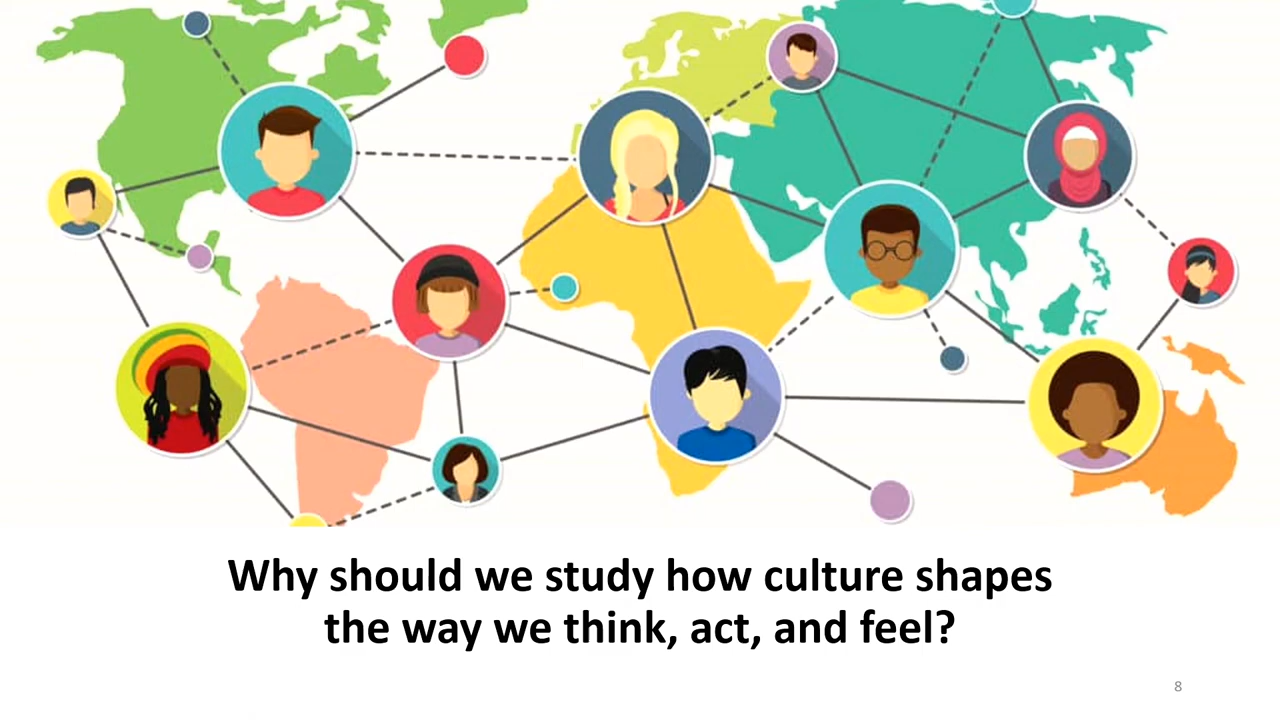 Why should we study how culture shapes
the way we think, act, and feel?
8